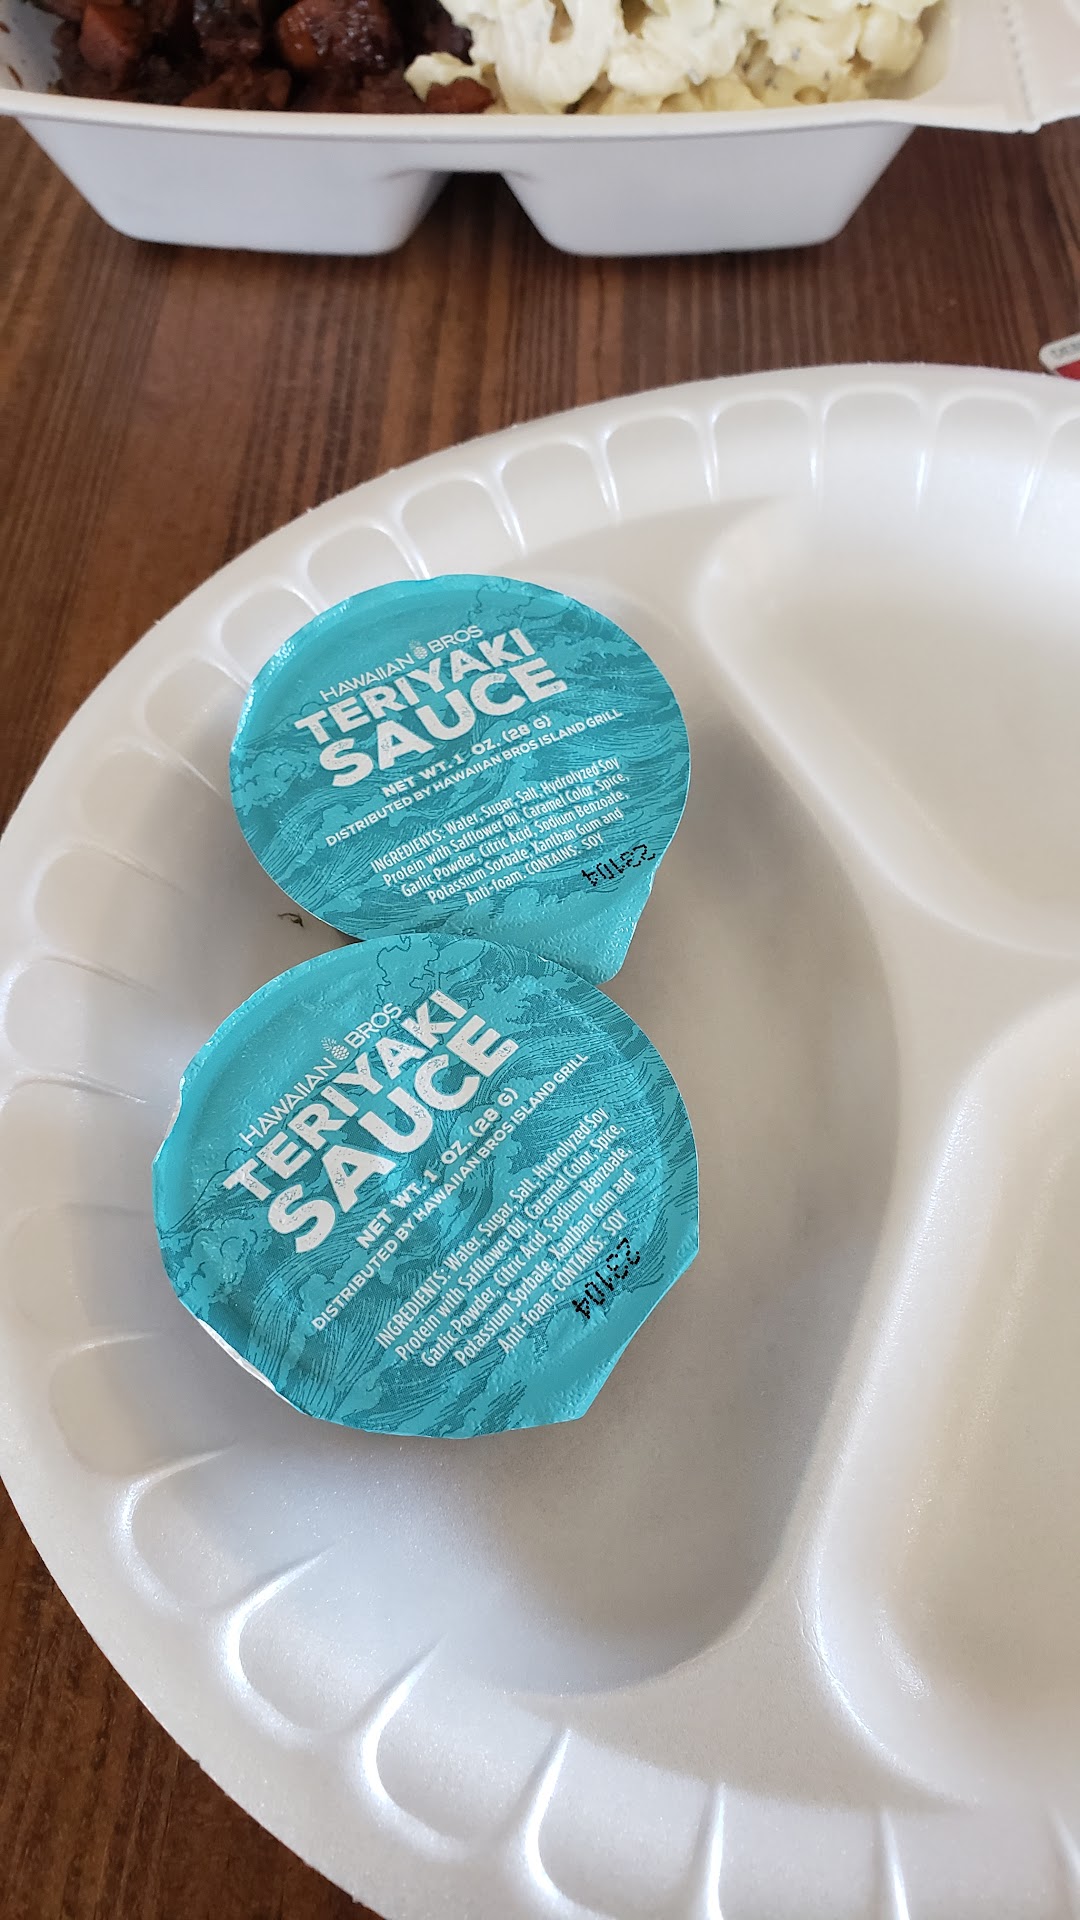 HAWAIIAN BROS
TERIYAKI
SAUCE
NET WT. 1 OZ. (28 G)
DISTRIBUTED BY HAWAIIAN BROS ISLAND GRILL
INGREDIENTS: Water, Sugar, Salt, Hydrolyzed Soy
Protein with Safflower Oil, Caramel Color, Spice,
Garlic Powder, Citric Acid, Sodium Benzoate,
Potassium Sorbate, Xanthan Gum and
Anti-foam. CONTAINS: SOY
23104
HAWAIIAN BROS
TERIYAKI
SAUCE
NET WT. 1 OZ. (28 G)
DISTRIBUTED BY HAWAIIAN BROS ISLAND GRILL
INGREDIENTS: Water, Sugar, Salt, Hydrolyzed Soy
Protein with Safflower Oil, Caramel Color, Spice,
Garlic Powder, Citric Acid, Sodium Benzoate,
Potassium Sorbate, Xanthan Gum and
Anti-foam. CONTAINS: SOY
23104